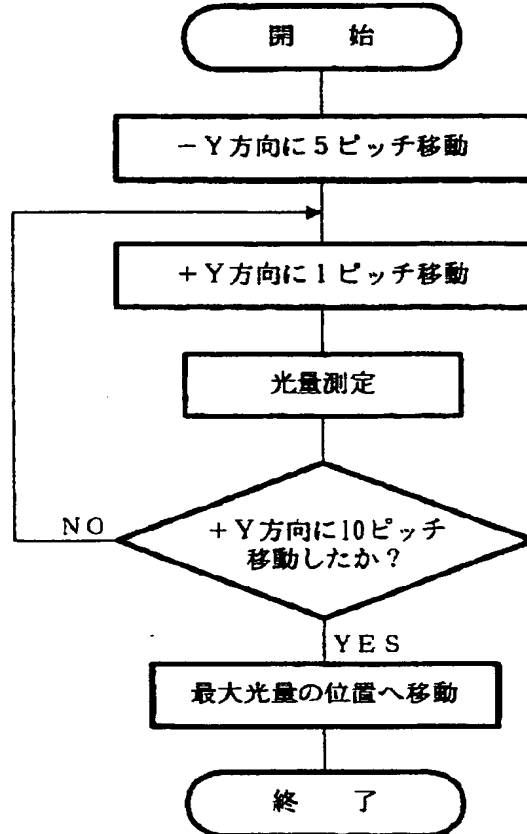 開 始
－Ｙ方向に５ピッチ移動
＋Ｙ方向に１ピッチ移動
光量測定
＋Ｙ方向に10ピッチ
移動したか？
NO
YES
最大光量の位置へ移動
終 了